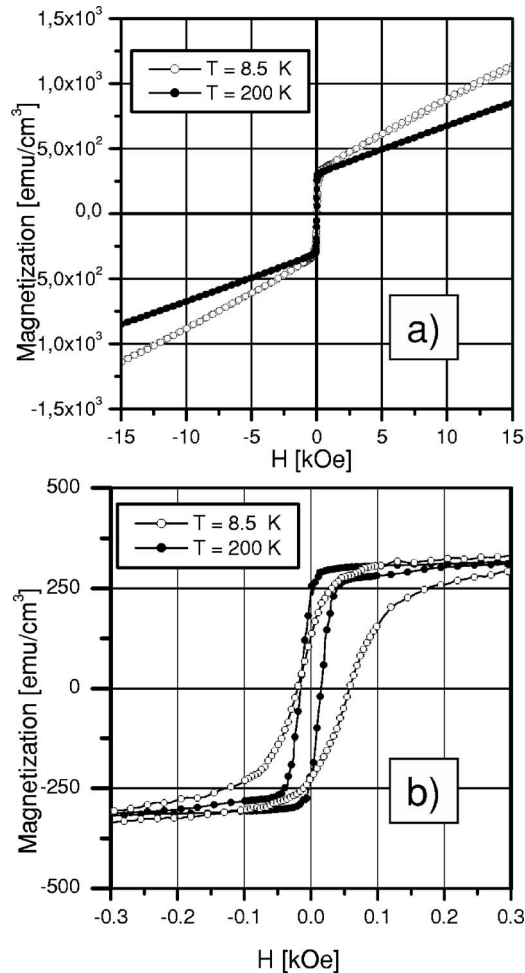 1,5x10³
1,0x10³
5,0x10²
0,0
-5,0x10²
-1,0x10³
-1,5x10³
Magnetization [emu/cm³]
T = 8.5 K
T = 200 K
a)
-15 -10 -5 0 5 10 15
H [kOe]
500
250
0
-250
-500
Magnetization [emu/cm³]
T = 8.5 K
T = 200 K
b)
-0.3 -0.2 -0.1 0.0 0.1 0.2 0.3
H [kOe]